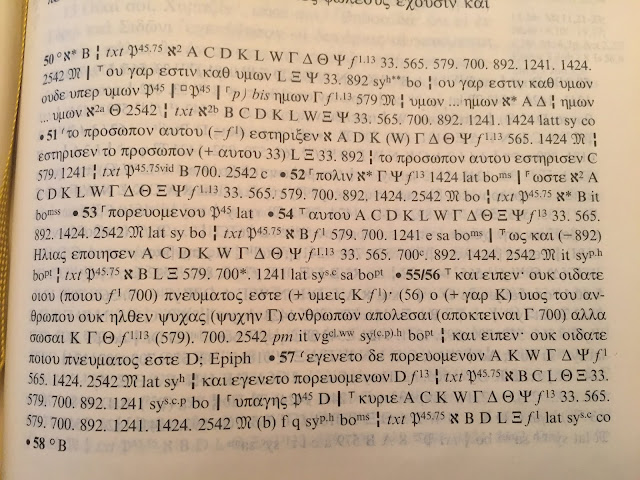 φωλεους εχουσιν και
50 ° ℵ* B ¦ txt 𝔓45.75 ℵ2 A C D K L W Γ Δ Θ Ψ f1.13 33. 565. 579. 700. 892. 1241. 1424.
2542 𝔐 | ⸆ ου γαρ εστιν καθ υμων L Ξ Ψ 33. 892 syh** bo ¦ ου γαρ εστιν καθ υμων
ουδε υπερ υμων 𝔓45 | □ 𝔓45 | ⸀ p) bis ημων Γ f1.13 579 𝔐 ¦ υμων ... ημων ℵ* A Δ ¦ ημων
... υμων ℵ2a Θ 2542 ¦ txt ℵ2b B C D K L W Ξ Ψ 33. 565. 700. 892. 1241. 1424 latt sy co
• 51 ⸂ το προσωπον αυτου (– f1) εστηριξεν ℵ A D K (W) Γ Δ Θ Ψ f1.13 565. 1424 𝔐 ¦
εστηρισεν το προσωπον (+ αυτου 33) L Ξ 33. 892 ¦ το προσωπον αυτου εστηρισεν C
579. 1241 ¦ txt 𝔓45.75vid B 700. 2542 c • 52 ⸀ πολιν ℵ* Γ Ψ f13 1424 lat boms | ⸀ ωστε ℵ2 A
C D K L W Γ Δ Θ Ξ Ψ f1.13 33. 565. 579. 700. 892. 1241. 1424. 2542 𝔐 bo ¦ txt 𝔓45.75 ℵ* B it
bomss • 53 ⸀ πορευομενου 𝔓45 lat • 54 ⸆ αυτου A C D K L W Γ Δ Θ Ξ Ψ f13 33. 565.
892. 1424. 2542 𝔐 lat sy bo ¦ txt 𝔓45.75 ℵ B f1 579. 700. 1241 e sa boms | ⸆ ως και (– 892)
Ηλιας εποιησεν A C D K W Γ Δ Θ Ψ f1.13 33. 565. 700c. 892. 1424. 2542 𝔐 it syp.h
bopt ¦ txt 𝔓45.75 ℵ B L Ξ 579. 700*. 1241 lat sys.c sa bopt • 55/56 ⸆ και ειπεν· ουκ οιδατε
οιου (ποιου f1 700) πνευματος εστε (+ υμεις K f1)· (56) ο (+ γαρ K) υιος του αν-
θρωπου ουκ ηλθεν ψυχας (ψυχην Γ) ανθρωπων απολεσαι (αποκτειναι Γ 700) αλλα
σωσαι K Γ Θ f1.13 (579). 700. 2542 pm it vgcl.ww sy(c.p).h bopt ¦ και ειπεν· ουκ οιδατε
ποιου πνευματος εστε D; Epiph • 57 ⸂ εγενετο δε πορευομενων A K W Γ Δ Ψ f1
565. 1424. 2542 𝔐 lat syh ¦ και εγενετο πορευομενων D f13 ¦ txt 𝔓45.75 ℵ B C L Θ Ξ 33.
579. 700. 892. 1241 sys.c.p bo | ⸀ υπαγης 𝔓45 D | ⸆ κυριε A C K W Γ Δ Θ Ψ f13 33. 565.
579. 700. 892. 1241. 1424. 2542 𝔐 (b) f q syp.h boms ¦ txt 𝔓45.75 ℵ B D L Ξ f1 lat sys.c co
• 58 ° B